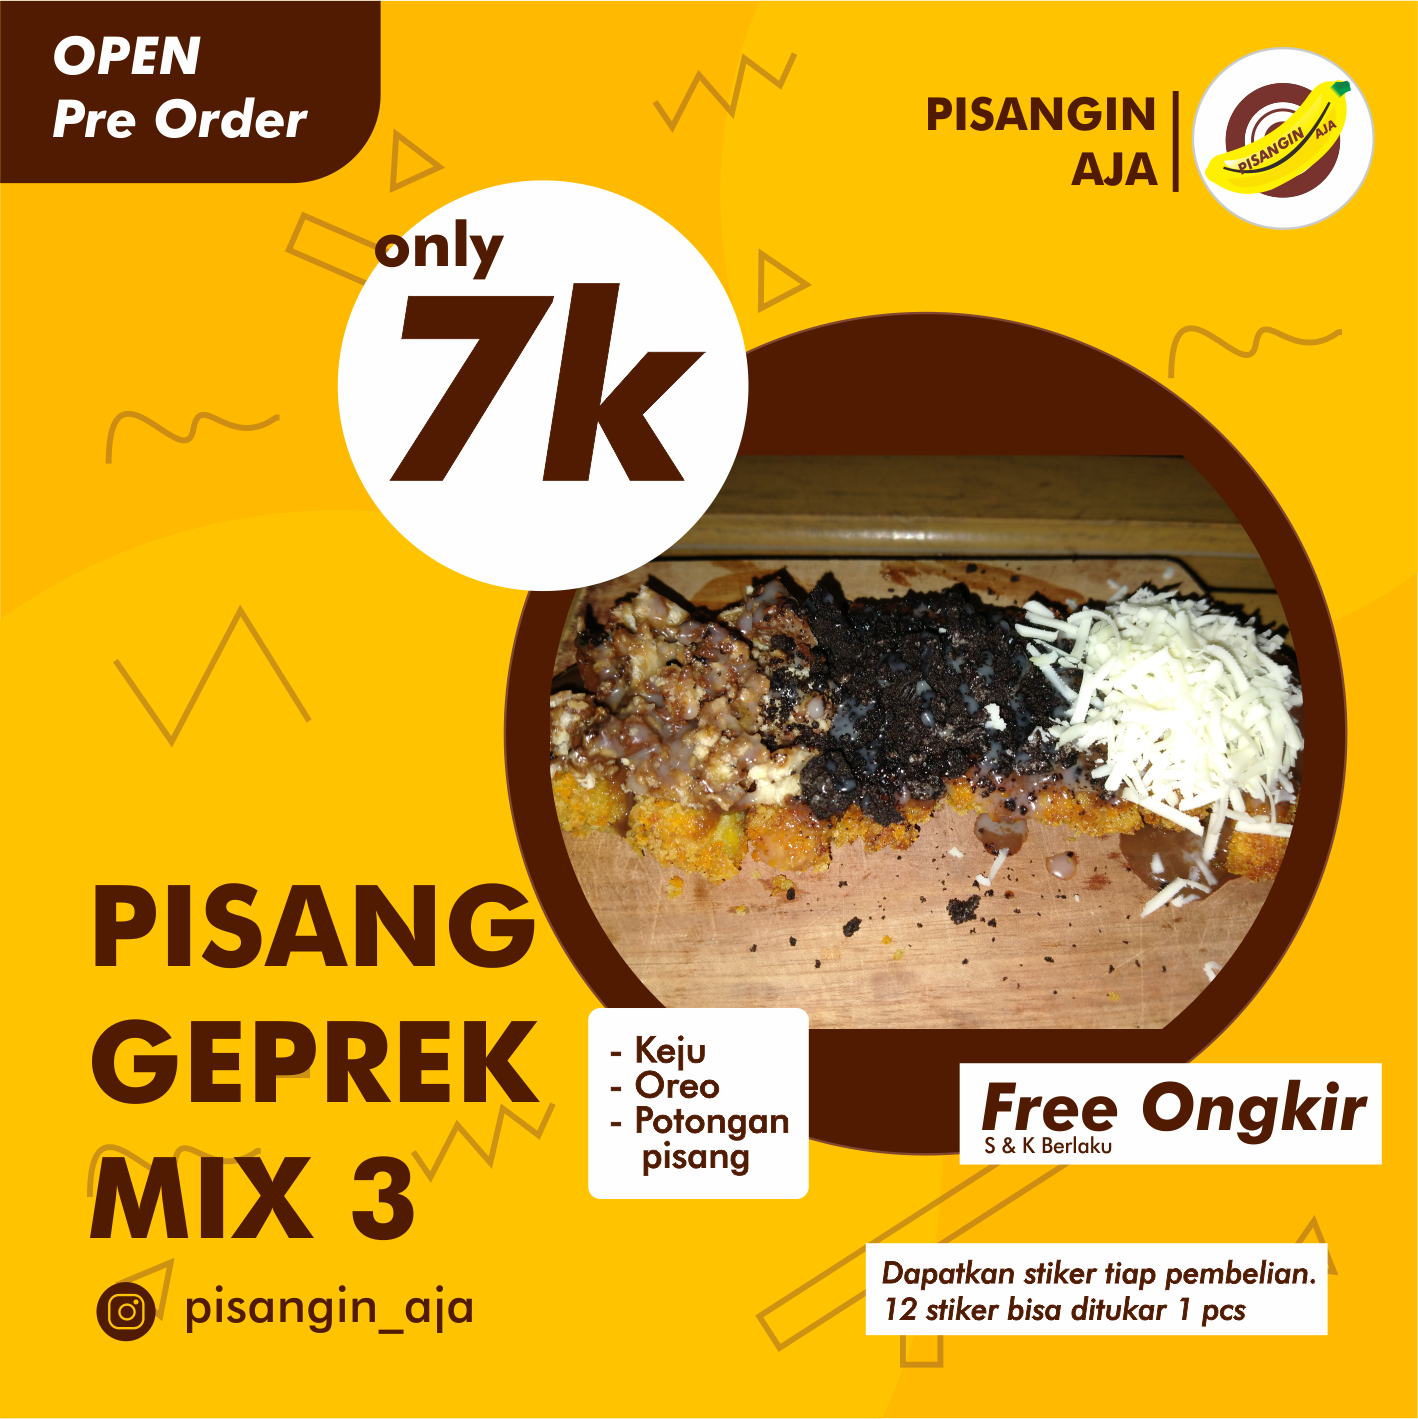 OPEN
Pre Order
PISANGIN
AJA
PISANGIN AJA
only
7k
PISANG
GEPREK
MIX 3
- Keju
- Oreo
- Potongan
pisang
Free Ongkir
S & K Berlaku
Dapatkan stiker tiap pembelian.
12 stiker bisa ditukar 1 pcs
pisangin_aja